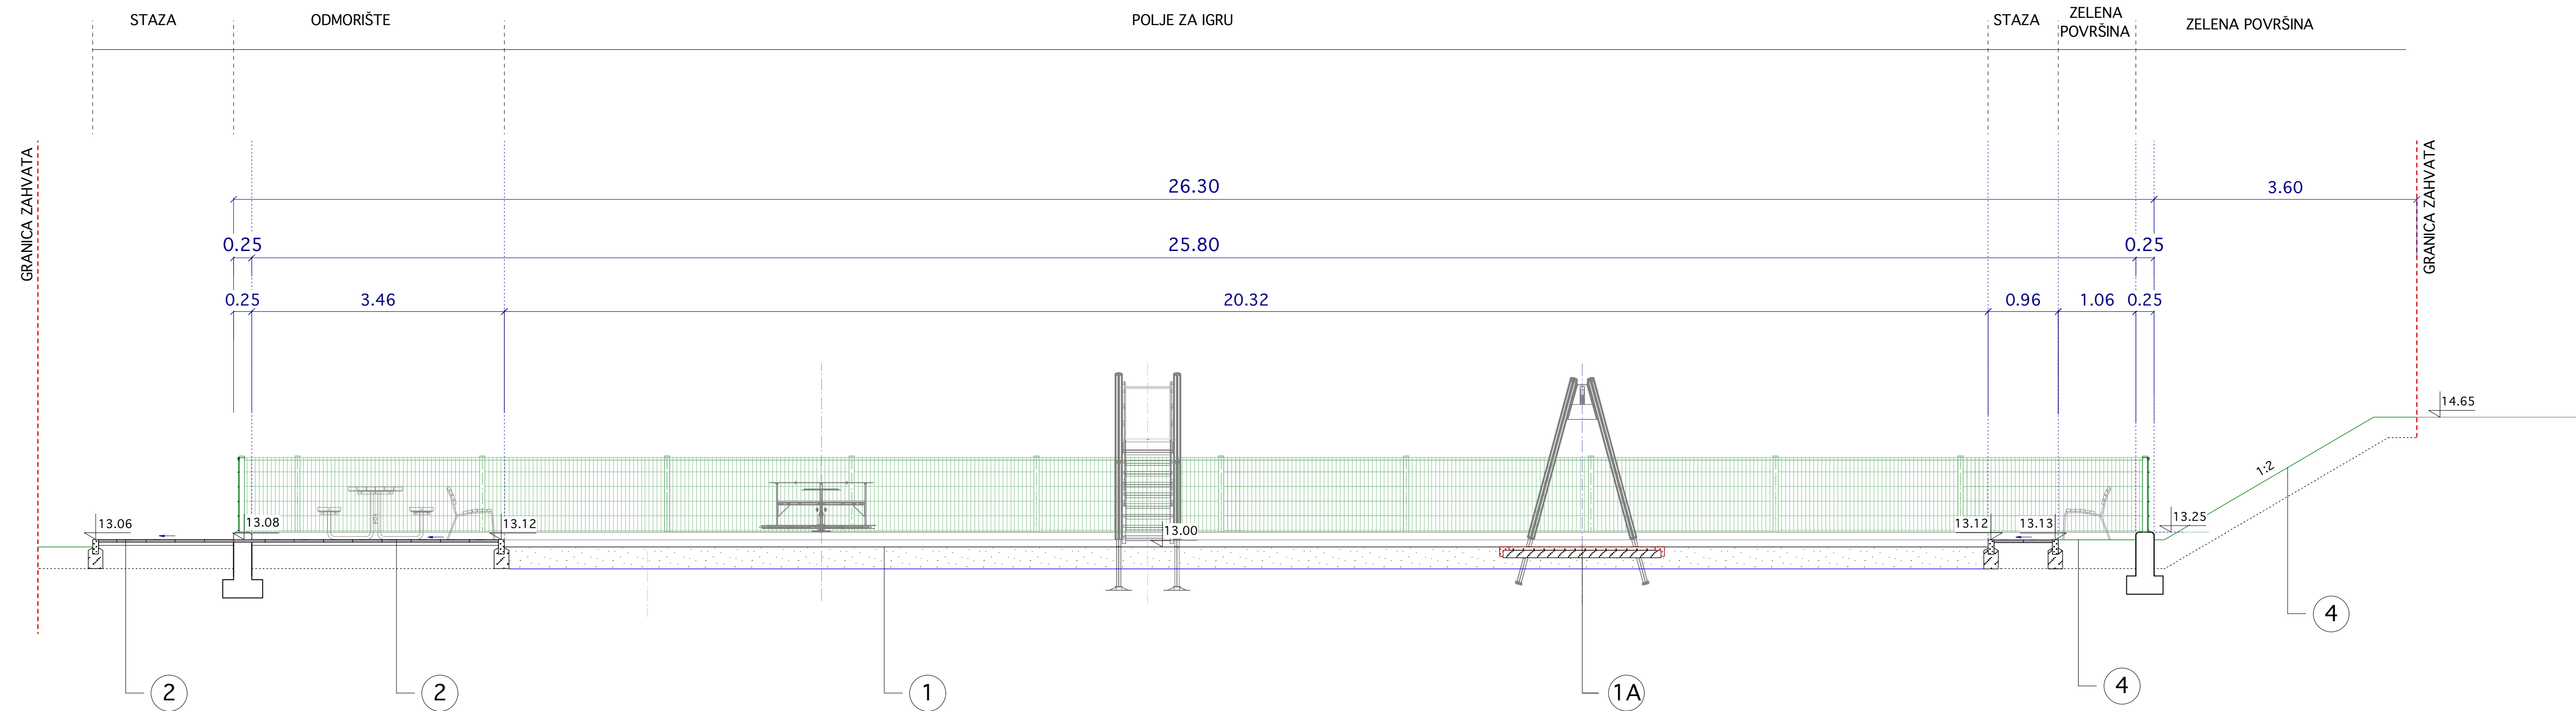 STAZA
ODMORIŠTE
POLJE ZA IGRU
STAZA
ZELENA
POVRŠINA
ZELENA POVRŠINA
GRANICA ZAHVATA
GRANICA ZAHVATA
26.30
3.60
0.25
25.80
0.25
0.25
3.46
20.32
0.96
1.06
0.25
14.65
1:2
13.06
13.08
13.12
13.00
13.12
13.13
13.25
4
2
2
1
1A
4